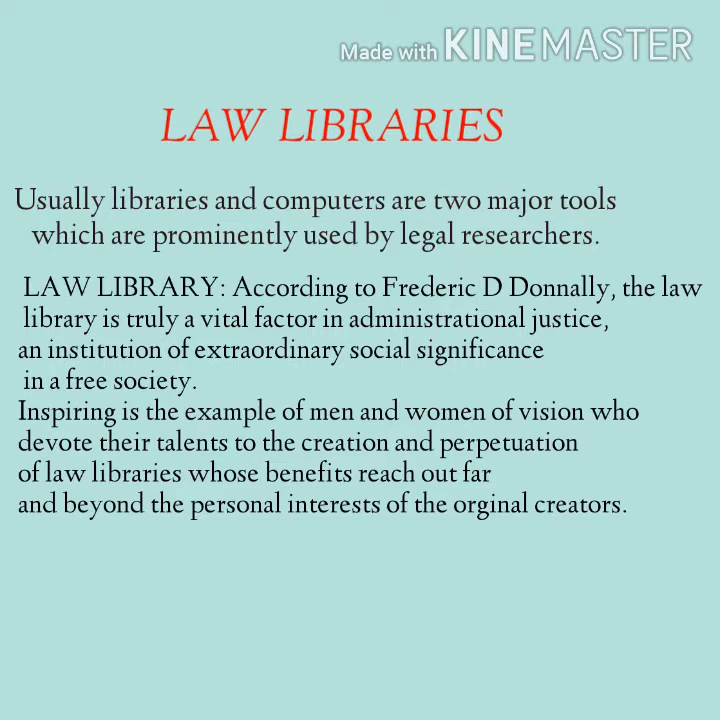 Made with KINEMASTER
LAW LIBRARIES
Usually libraries and computers are two major tools
which are prominently used by legal researchers.
LAW LIBRARY: According to Frederic D Donnally, the law
library is truly a vital factor in administrational justice,
an institution of extraordinary social significance
in a free society.
Inspiring is the example of men and women of vision who
devote their talents to the creation and perpetuation
of law libraries whose benefits reach out far
and beyond the personal interests of the orginal creators.